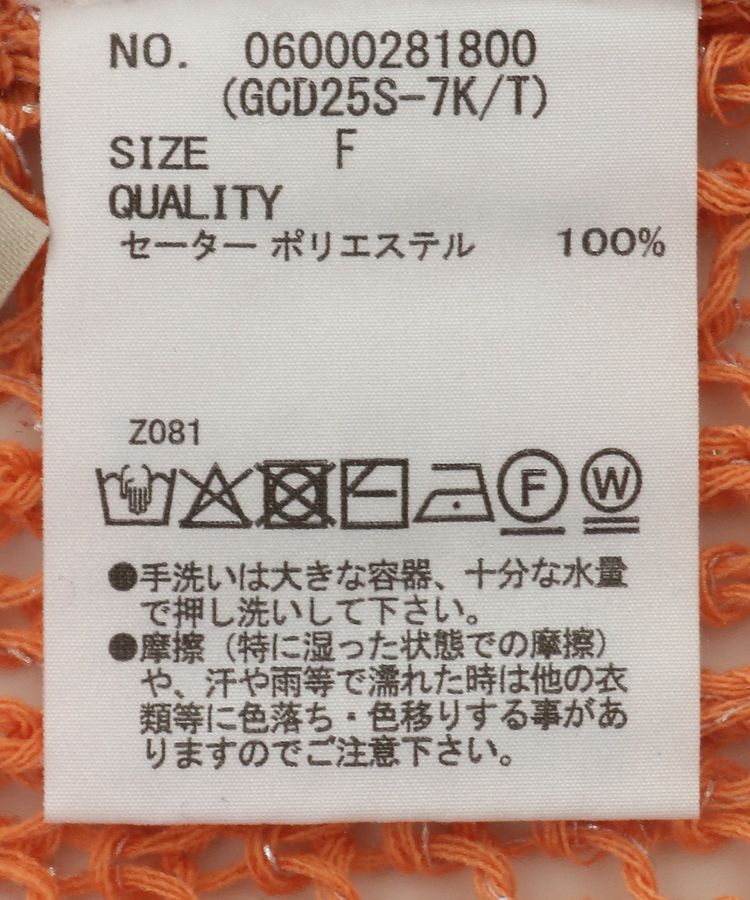 NO. 06000281800
(GCD25S-7K/T)
SIZE F
QUALITY
セーター ポリエステル 100%
Z081
F W
●手洗いは大きな容器、十分な水量
で押し洗いして下さい。
●摩擦（特に湿った状態での摩擦）
や、汗や雨等で濡れた時は他の衣
類等に色落ち・色移りする事があ
りますのでご注意下さい。